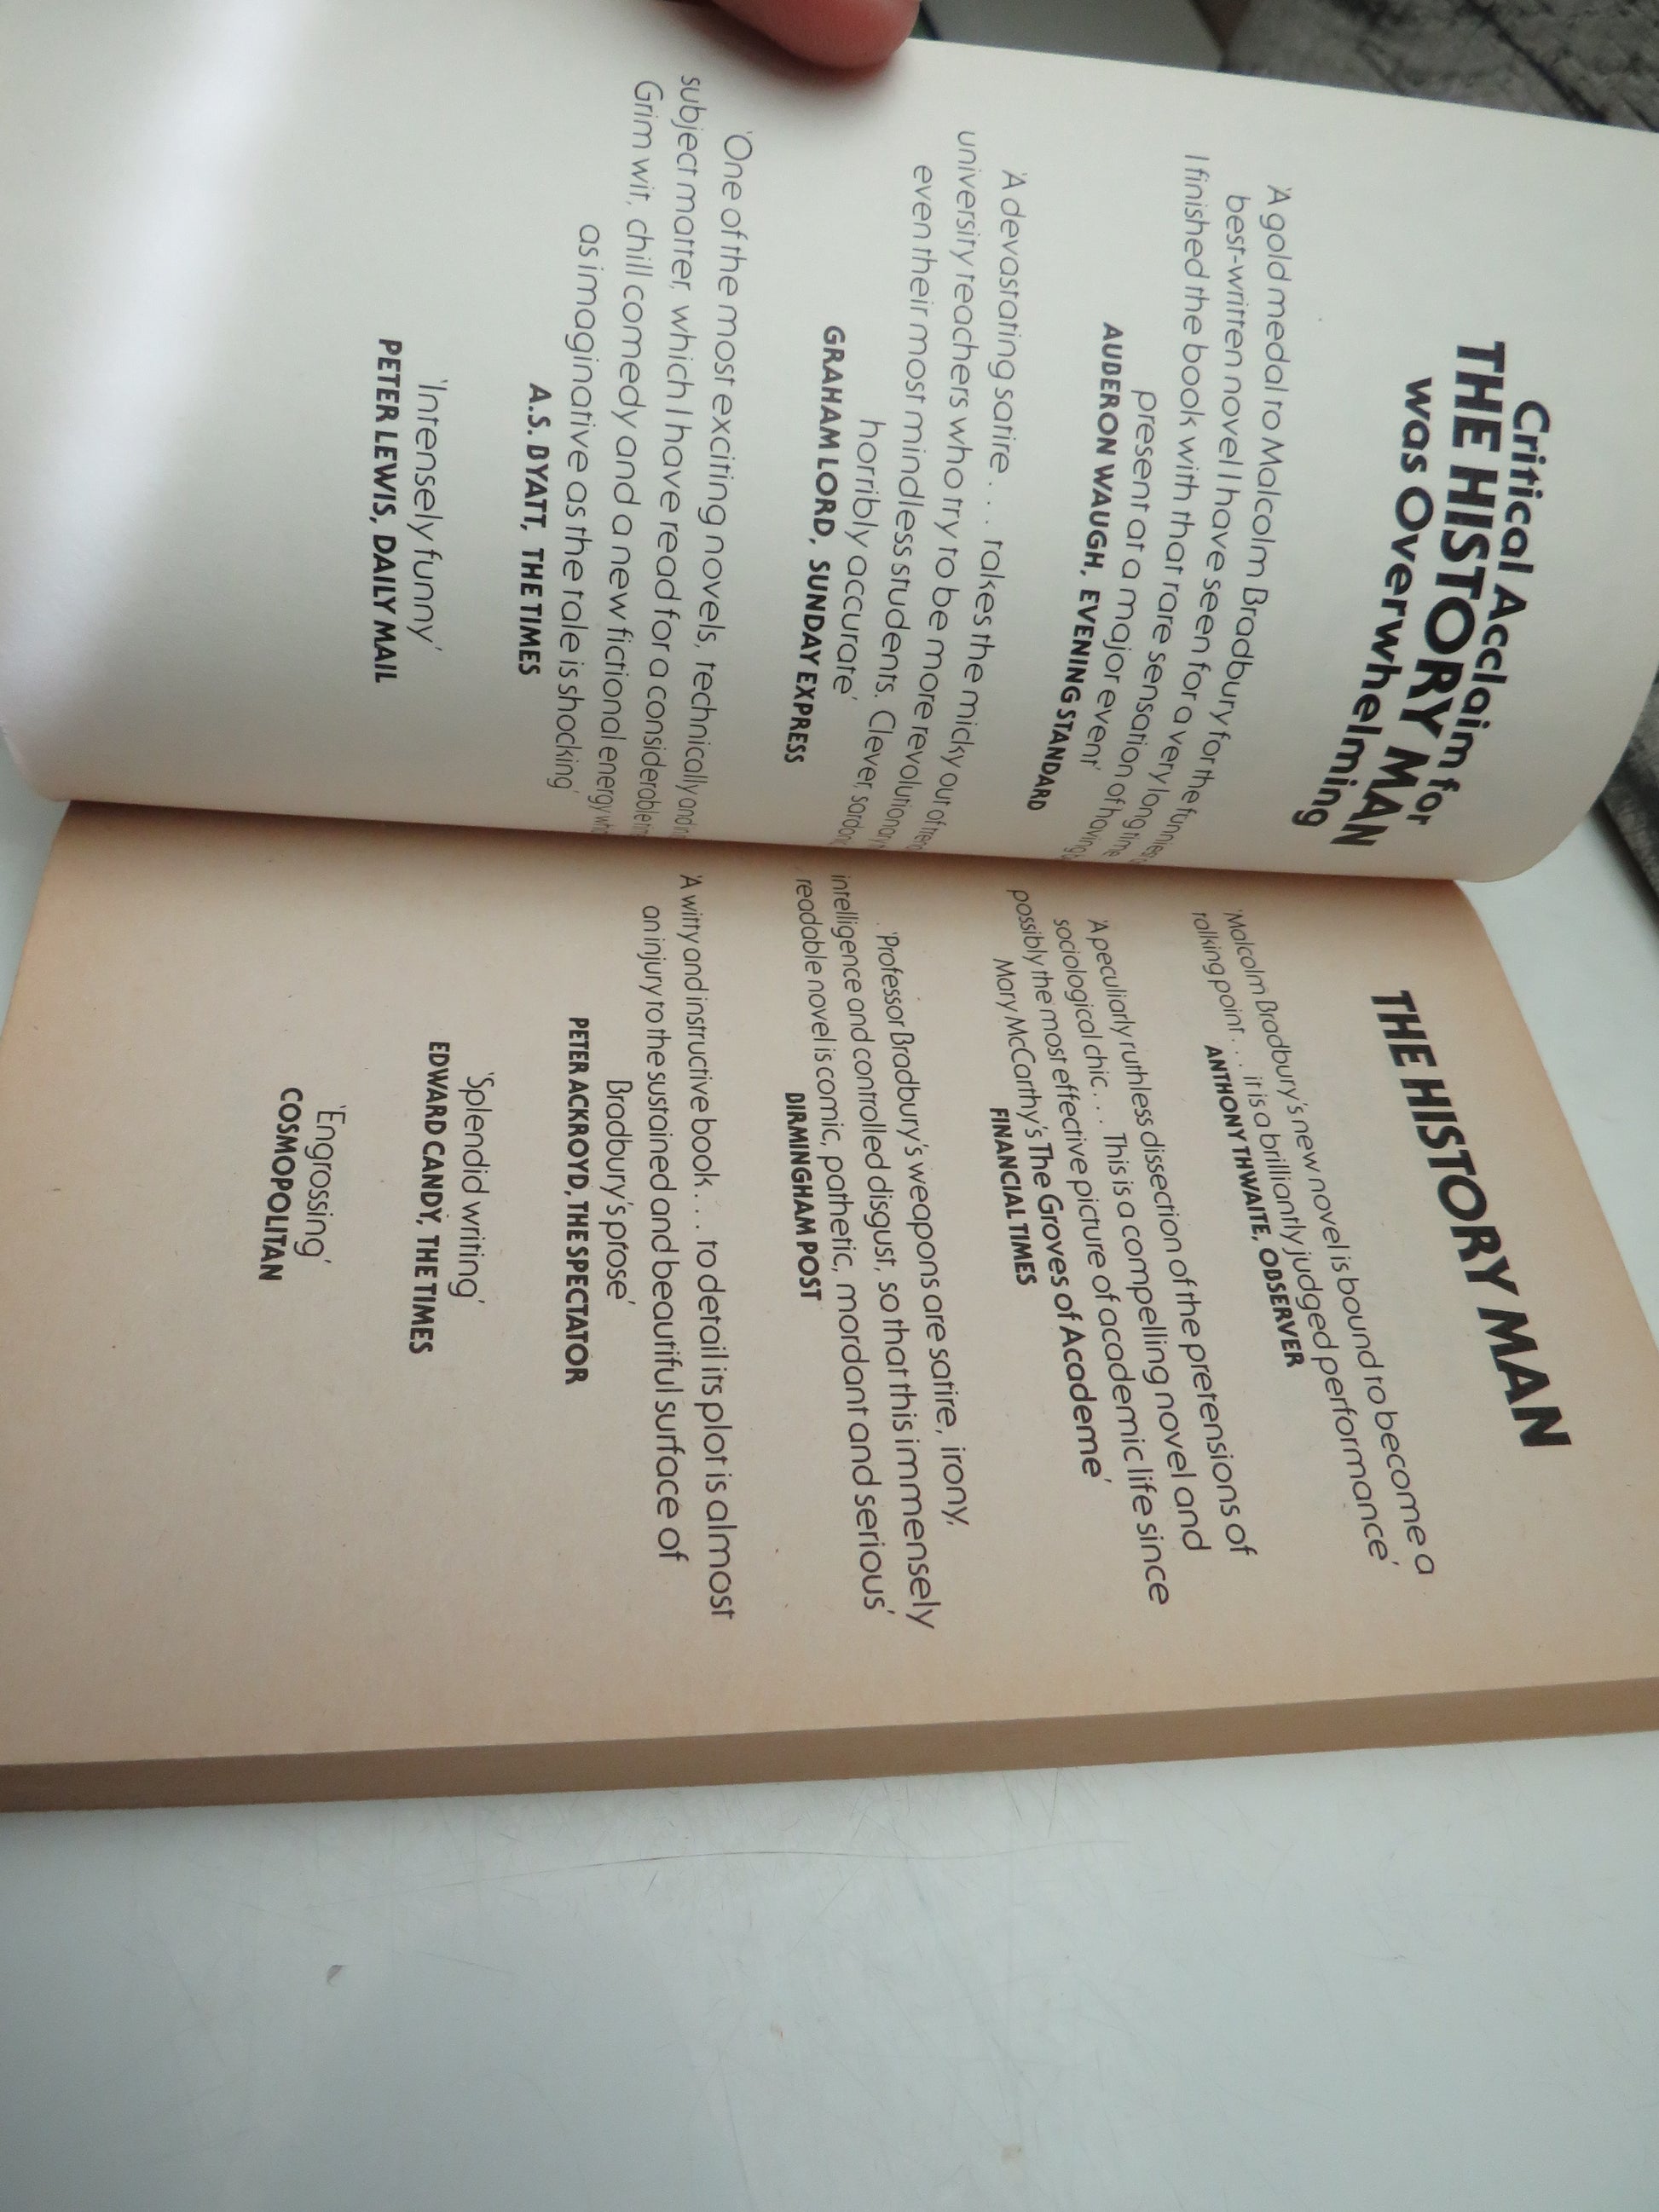 Critical Acclaim for
THE HISTORY MAN
was Overwhelming
'A gold medal to Malcolm Bradbury for the funniest
best-written novel I have seen for a very long time
I finished the book with that rare sensation of having
present at a major event'
AUBERON WAUGH, EVENING STANDARD
'A devastating satire . . . takes the micky out of
university teachers who try to be more revolutionary
even their most mindless students. Clever,
horribly accurate'
GRAHAM LORD, SUNDAY EXPRESS
'One of the most exciting novels, technically and
subject matter, which I have read for a considerable
Grim wit, chill comedy and a new fictional energy
as imaginative as the tale is shocking'
A.S. BYATT, THE TIMES
'Intensely funny'
PETER LEWIS, DAILY MAIL
THE HISTORY MAN
'Malcolm Bradbury's new novel is bound to become a
talking point . . . it is a brilliantly judged performance'
ANTHONY THWAITE, OBSERVER
'A peculiarly ruthless dissection of the pretensions of
sociological chic . . . This is a compelling novel and
possibly the most effective picture of academic life since
Mary McCarthy's The Groves of Academe'
FINANCIAL TIMES
'Professor Bradbury's weapons are satire, irony,
intelligence and controlled disgust, so that this immensely
readable novel is comic, pathetic, mordant and serious'
BIRMINGHAM POST
'A witty and instructive book . . . to detail its plot is almost
an injury to the sustained and beautiful surface of
Bradbury's prose'
PETER ACKROYD, THE SPECTATOR
'Splendid writing'
EDWARD CANDY, THE TIMES
'Engrossing'
COSMOPOLITAN